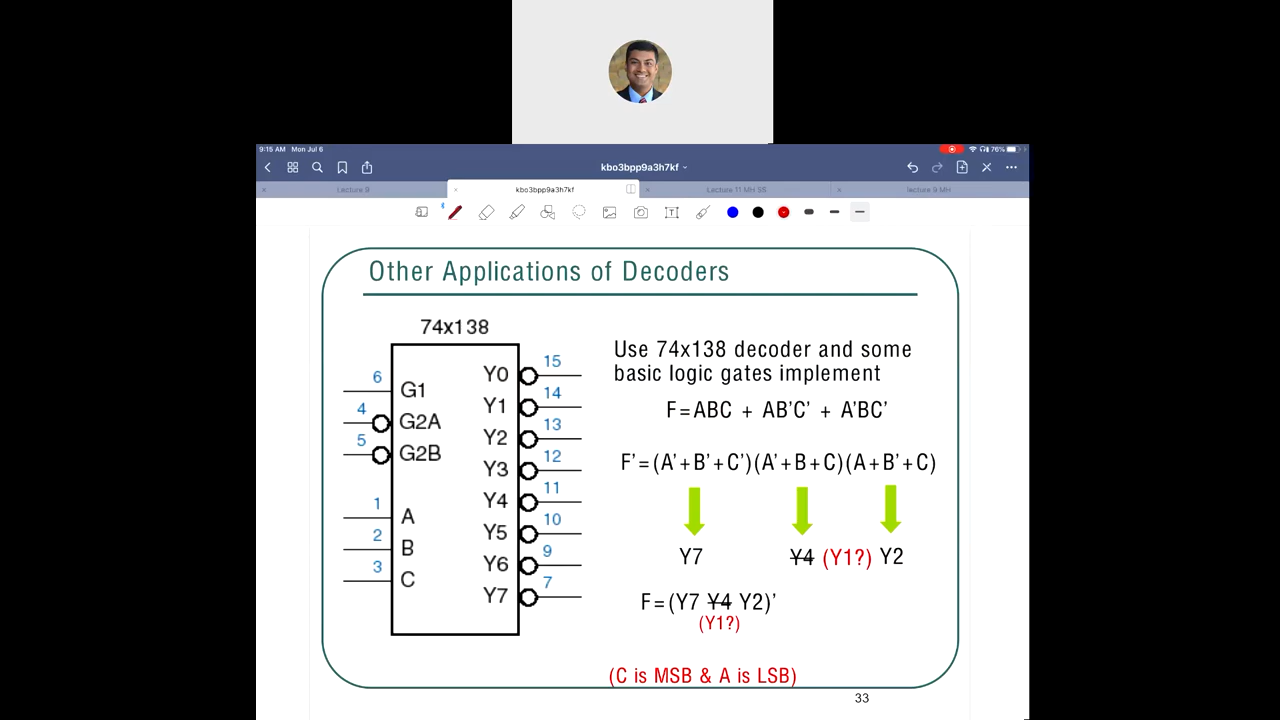 9:15 AM Mon Jul 6
76%
kbo3bpp9a3h7kf
Lecture 9
kbo3bpp9a3h7kf
Lecture 11 MH S6
lecture 9 MH
Other Applications of Decoders
74x138
6 G1
4 G2A
5 G2B
1 A
2 B
3 C
Y0 15
Y1 14
Y2 13
Y3 12
Y4 11
Y5 10
Y6 9
Y7 7
Use 74x138 decoder and some
basic logic gates implement
F=ABC + AB'C' + A'BC'
F'=(A'+B'+C')(A'+B+C)(A+B'+C)
Y7 Y4 (Y1?) Y2
F=(Y7 Y4 Y2)'
(Y1?)
(C is MSB & A is LSB)
33